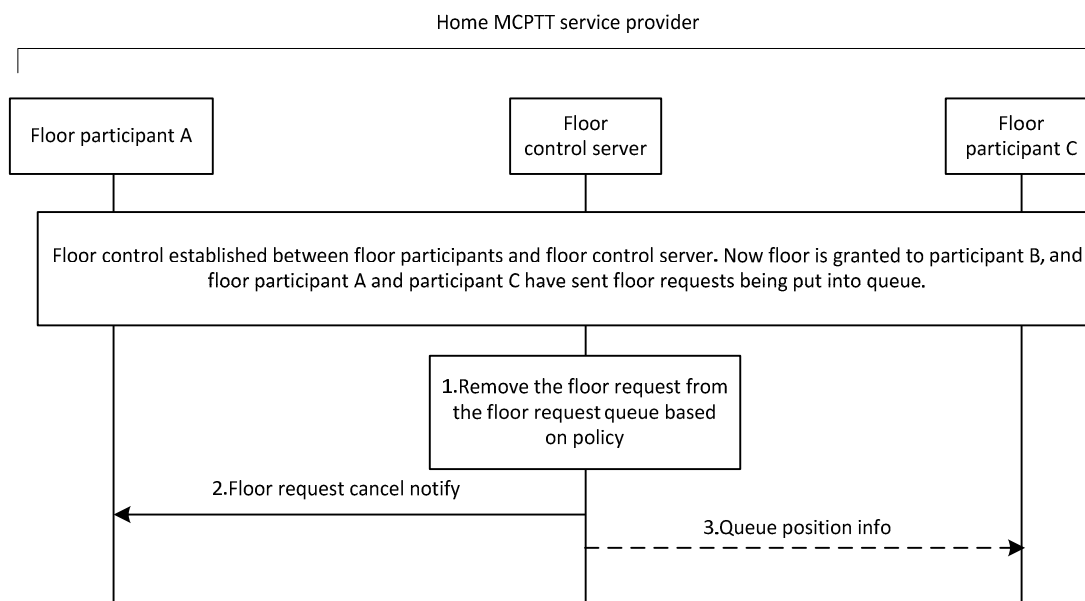 Home MCPTT service provider
Floor participant A
Floor
control server
Floor
participant C
Floor control established between floor participants and floor control server. Now floor is granted to participant B, and
floor participant A and participant C have sent floor requests being put into queue.
1.Remove the floor request from
the floor request queue based
on policy
2.Floor request cancel notify
3.Queue position info